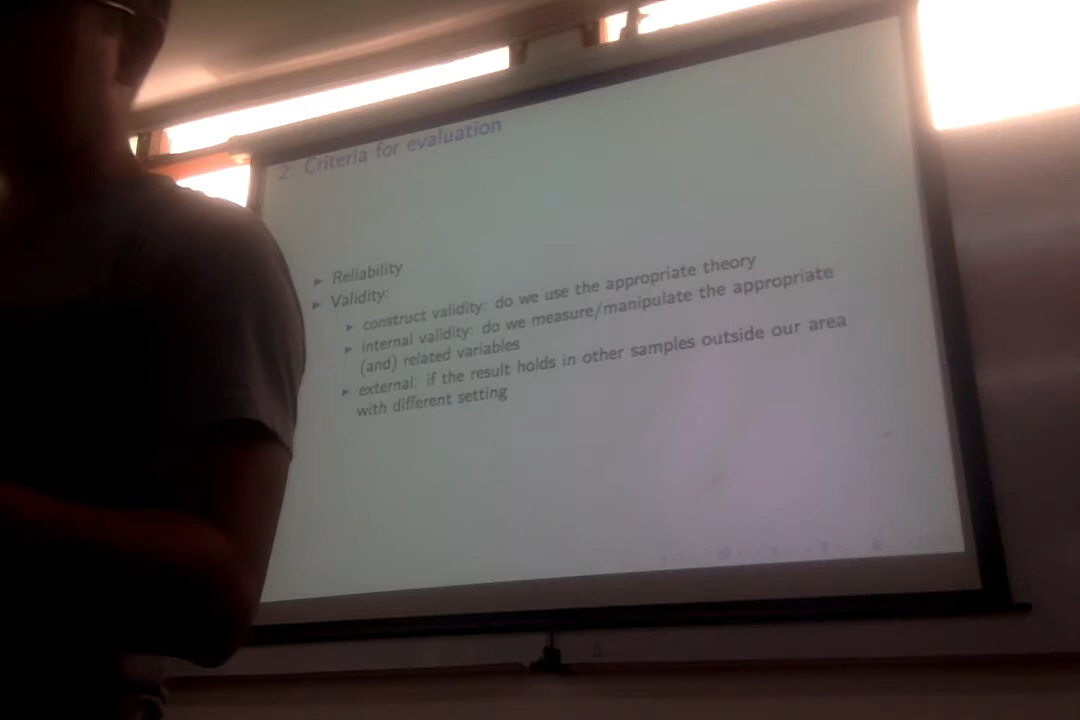 2: Criteria for evaluation
Reliability
Validity:
construct validity: do we use the appropriate theory
internal validity: do we measure/manipulate the appropriate
(and) related variables
external: if the result holds in other samples outside our area
with different setting